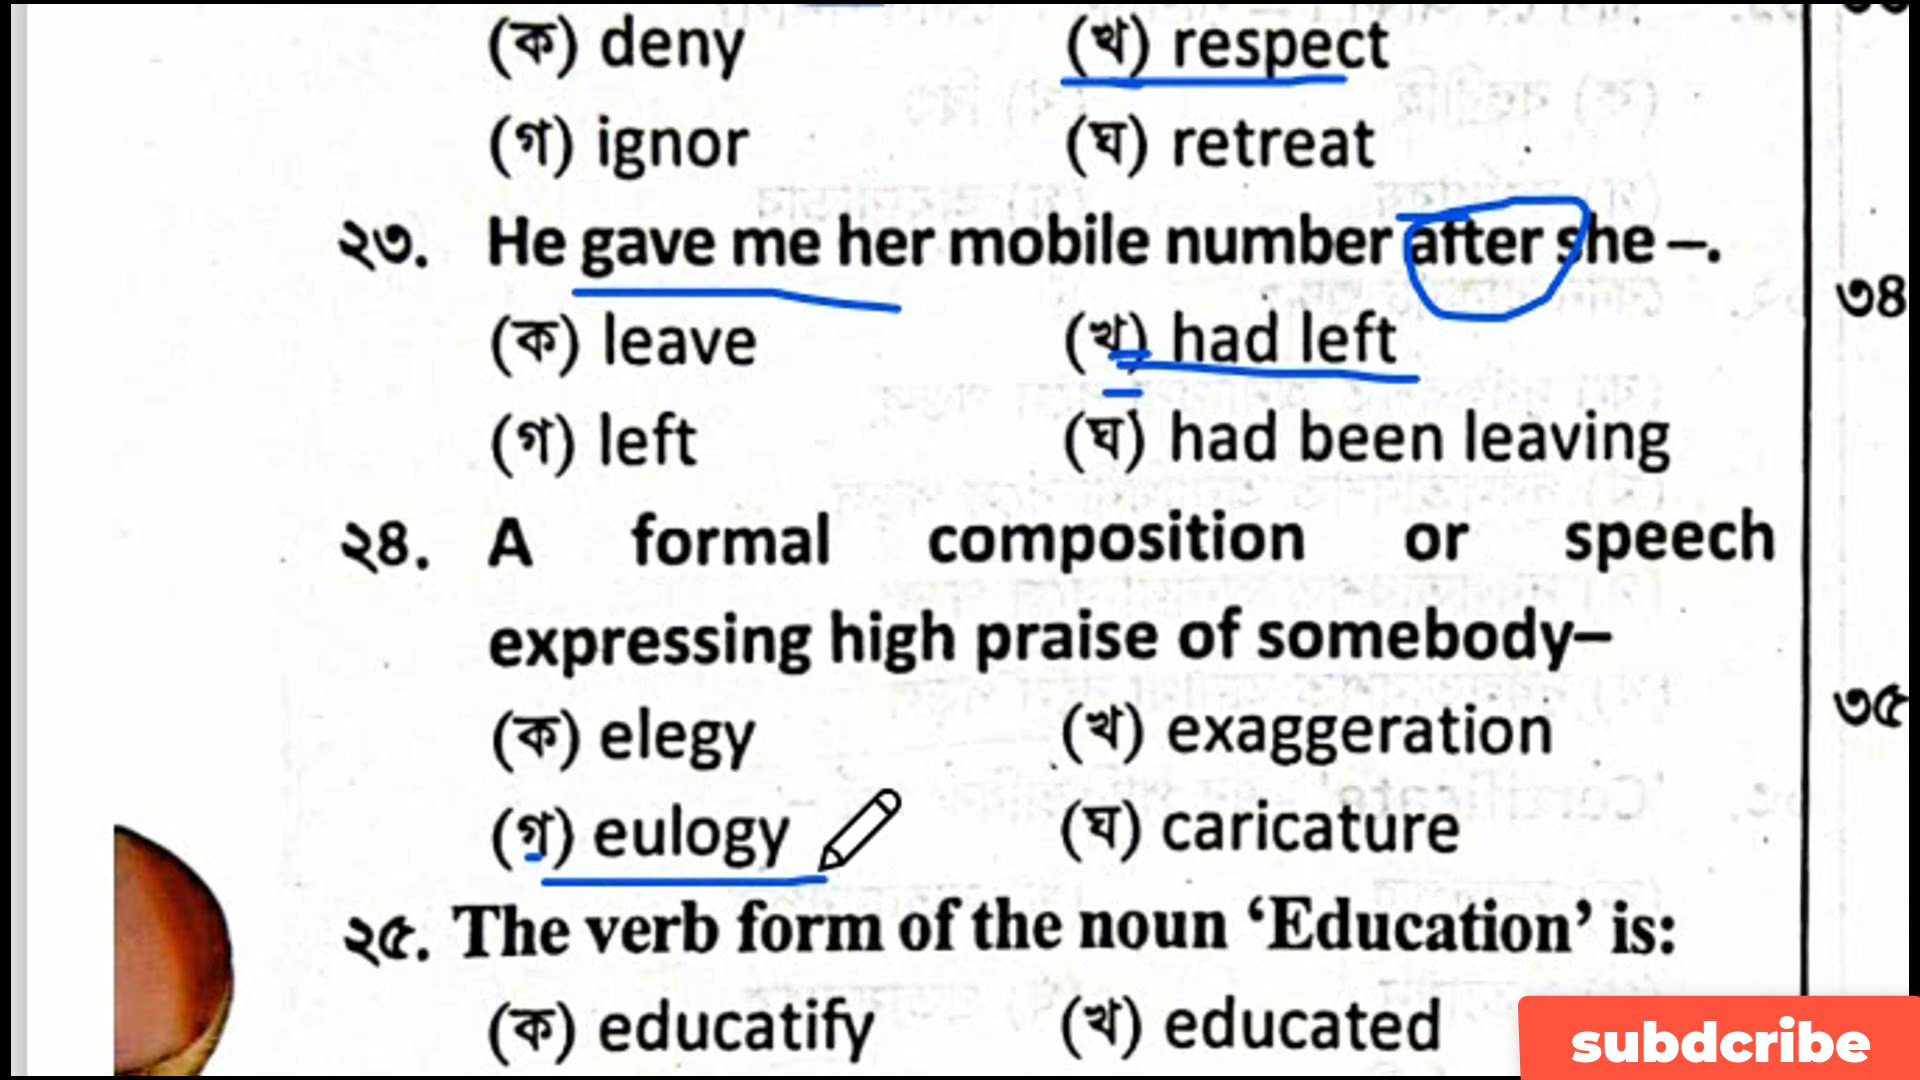 (ক) deny (খ) respect
(গ) ignor (ঘ) retreat
২৩. He gave me her mobile number after she –.
(ক) leave (খ) had left
(গ) left (ঘ) had been leaving
২৪. A formal composition or speech
expressing high praise of somebody–
(ক) elegy (খ) exaggeration
(গ) eulogy (ঘ) caricature
২৫. The verb form of the noun ‘Education’ is:
(ক) educatify (খ) educated
৩৪
৩৫
subdcribe